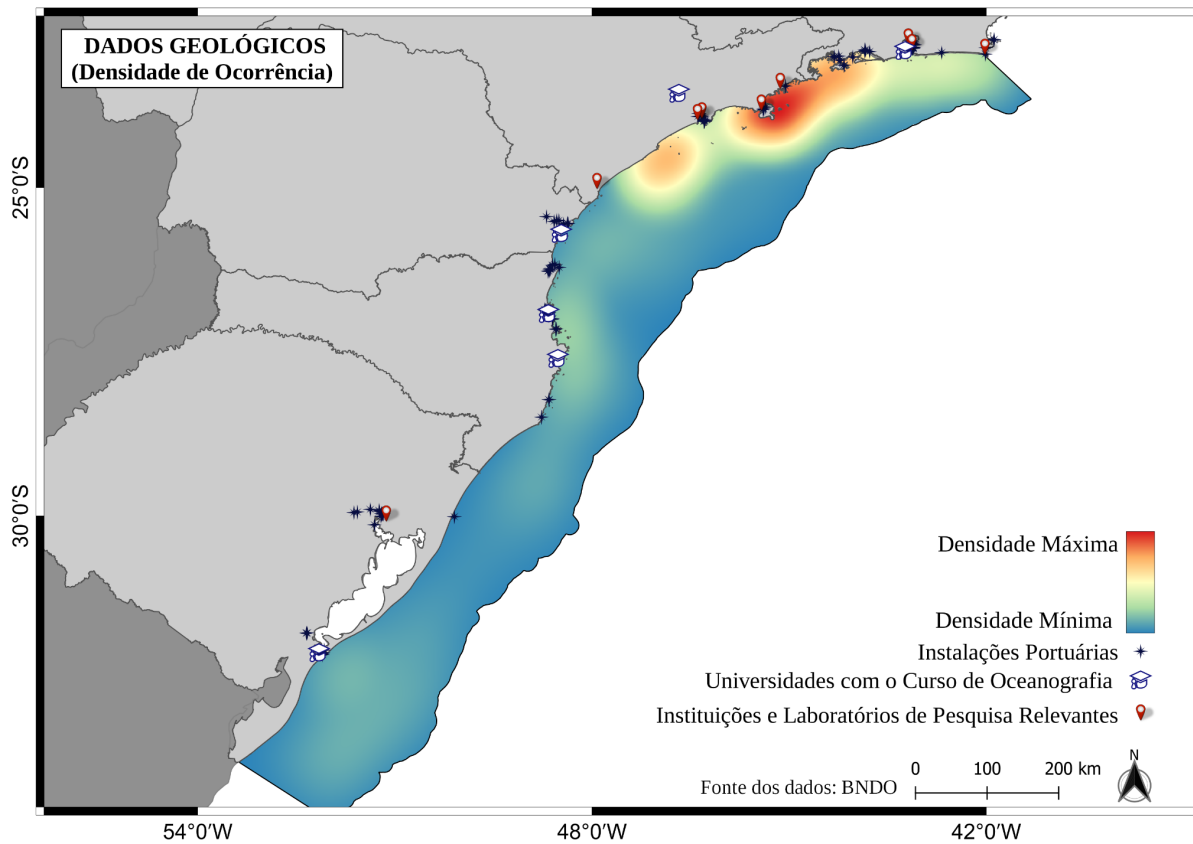 DADOS GEOLÓGICOS
(Densidade de Ocorrência)
25°0'S
30°0'S
Densidade Máxima
Densidade Mínima
Instalações Portuárias
Universidades com o Curso de Oceanografia
Instituições e Laboratórios de Pesquisa Relevantes
N
Fonte dos dados: BNDO
0 100 200 km
54°0'W 48°0'W 42°0'W